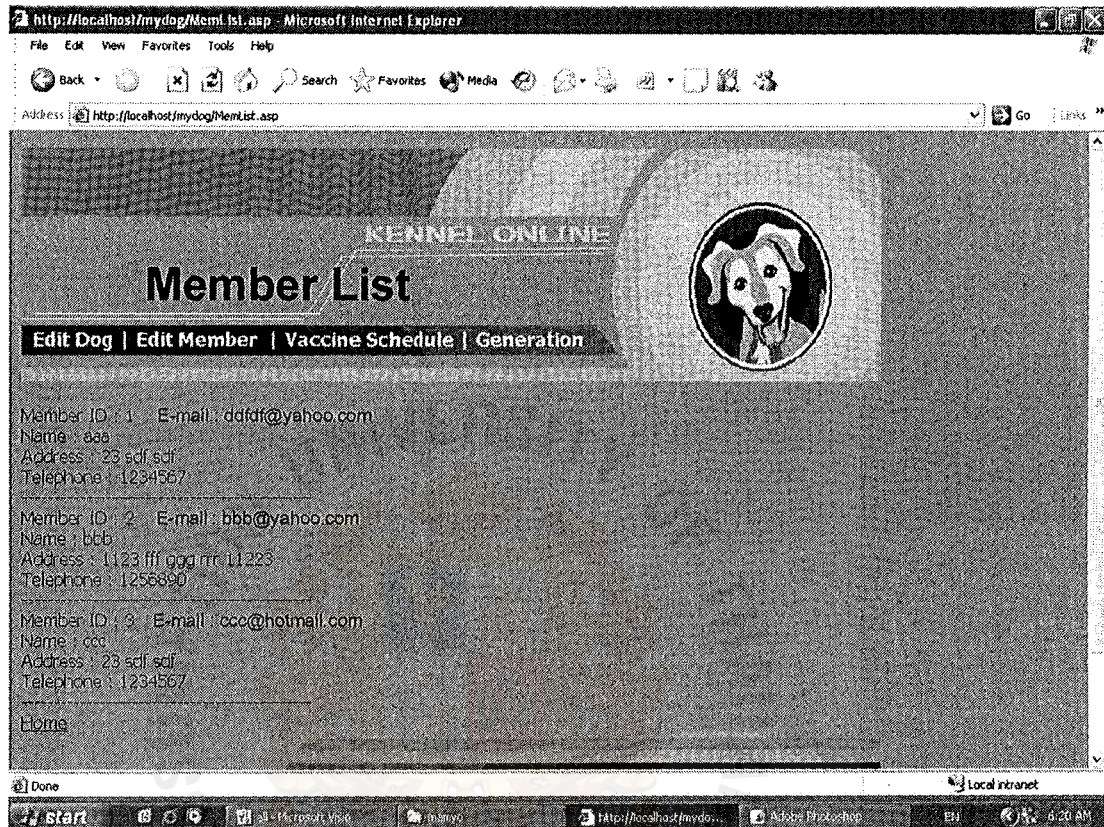 http://localhost/mydog/MemList.asp - Microsoft Internet Explorer
File Edit View Favorites Tools Help
Back Search Favorites Media
Address http://localhost/mydog/MemList.asp Go Links »
KENNEL ONLINE
Member List
Edit Dog | Edit Member | Vaccine Schedule | Generation
Member ID : 1 E-mail : ddfdf@yahoo.com
Name : aaa
Address : 23 sdf sdf
Telephone : 1234567
Member ID : 2 E-mail : bbb@yahoo.com
Name : bbb
Address : 1123 fff ggg rrr 11223
Telephone : 1256890
Member ID : 3 E-mail : ccc@hotmail.com
Name : ccc
Address : 23 sdf sdf
Telephone : 1234567
Home
Done Local intranet
start all - Microsoft Visio manyo http://localhost/mydo... Adobe Photoshop EN 6:20 AM